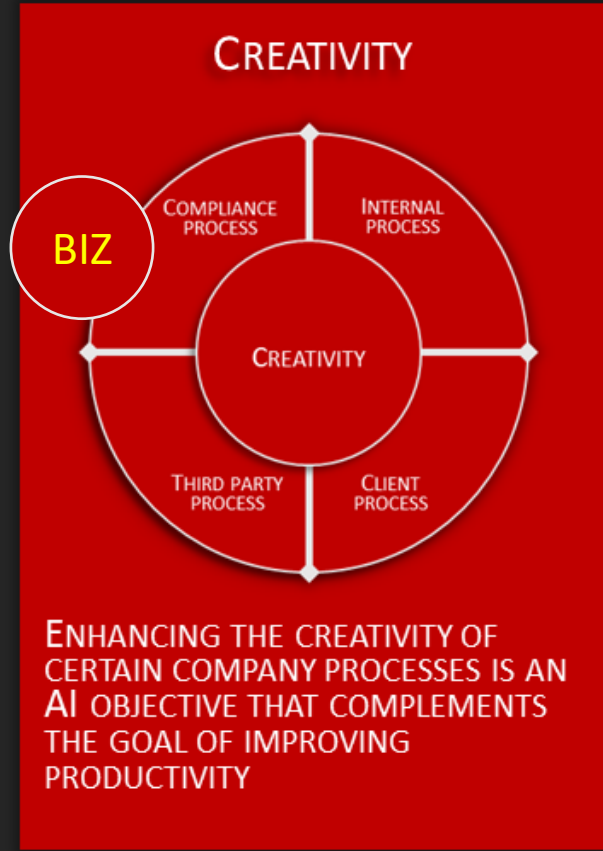 CREATIVITY
COMPLIANCE
PROCESS
INTERNAL
PROCESS
BIZ
CREATIVITY
THIRD PARTY
PROCESS
CLIENT
PROCESS
ENHANCING THE CREATIVITY OF
CERTAIN COMPANY PROCESSES IS AN
AI OBJECTIVE THAT COMPLEMENTS
THE GOAL OF IMPROVING
PRODUCTIVITY